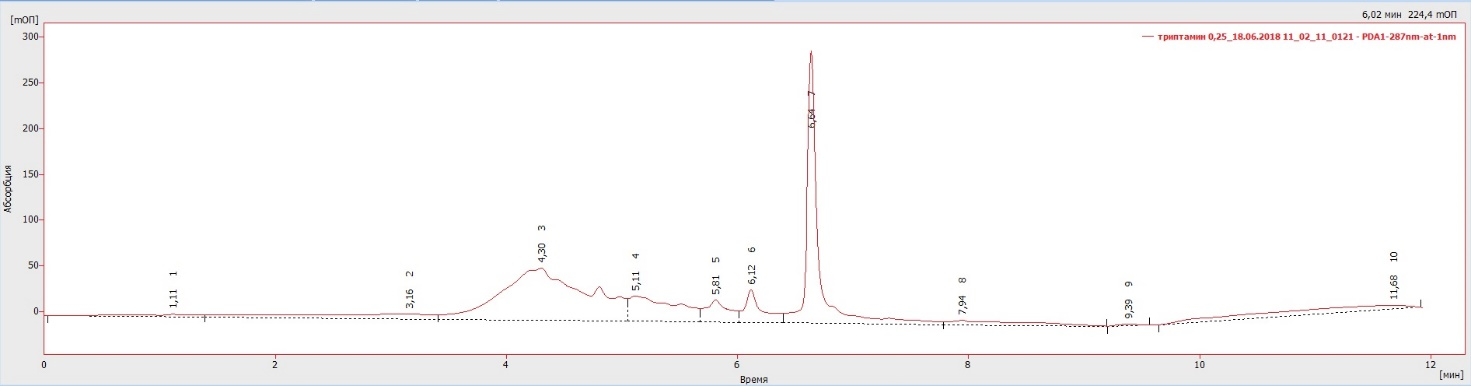 6,02 мин 224,4 mОП
[mОП]
триптамин 0,25_18.06.2018 11_02_11_0121 - PDA1-287nm-at-1nm
300
250
200
150
100
50
0
Абсорбция
1,11 1
3,16 2
4,30 3
5,11 4
5,81 5
6,12 6
6,64 7
7,94 8
9,39 9
11,68 10
0 2 4 6 8 10 12
Время
[мин]